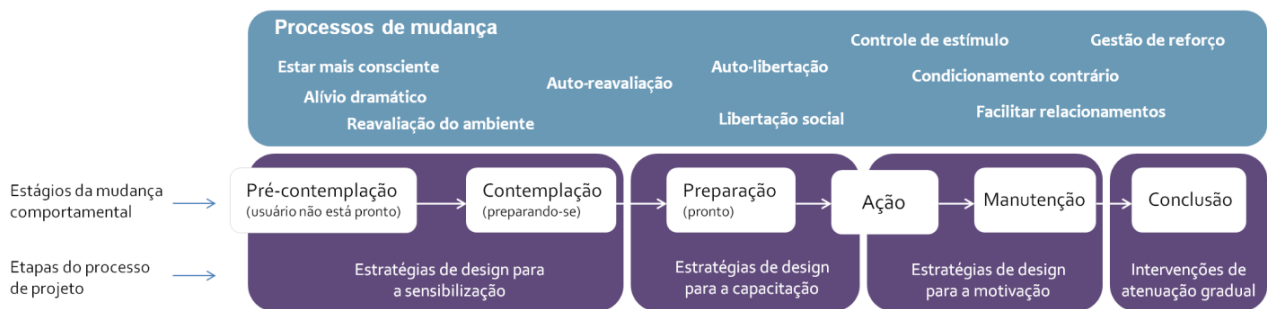 Processos de mudança
Controle de estímulo
Gestão de reforço
Estar mais consciente
Auto-libertação
Auto-reavaliação
Condicionamento contrário
Alívio dramático
Reavaliação do ambiente
Libertação social
Facilitar relacionamentos
Estágios da mudança
comportamental
Pré-contemplação
(usuário não está pronto)
Contemplação
(preparando-se)
Preparação
(pronto)
Ação
Manutenção
Conclusão
Etapas do processo
de projeto
Estratégias de design para
a sensibilização
Estratégias de design
para a capacitação
Estratégias de design
para a motivação
Intervenções de
atenuação gradual